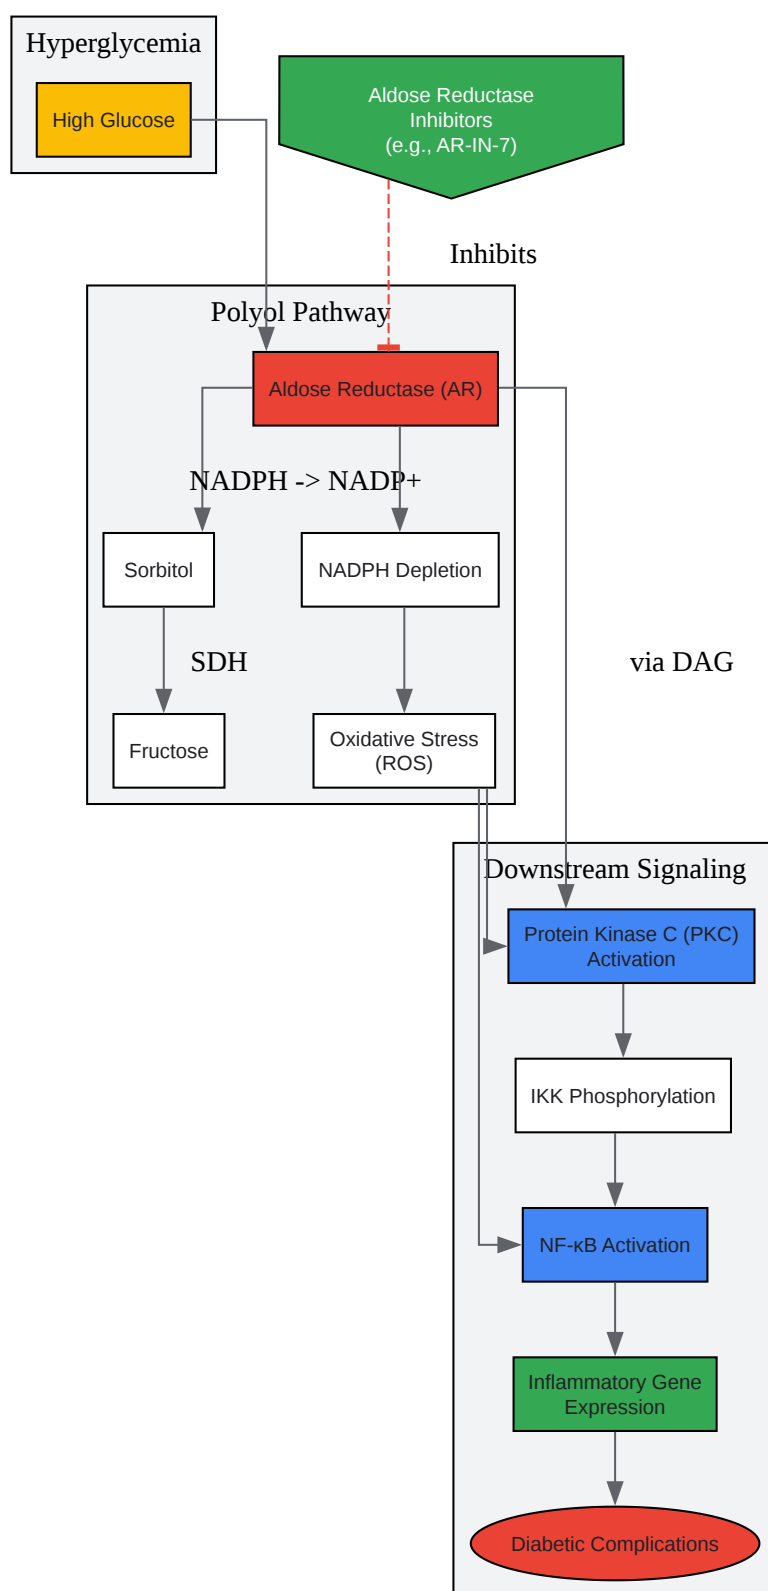 Hyperglycemia
High Glucose
Aldose Reductase
Inhibitors
(e.g., AR-IN-7)
Inhibits
Polyol Pathway
Aldose Reductase (AR)
NADPH -> NADP+
Sorbitol
NADPH Depletion
SDH
via DAG
Fructose
Oxidative Stress
(ROS)
Downstream Signaling
Protein Kinase C (PKC)
Activation
IKK Phosphorylation
NF-κB Activation
Inflammatory Gene
Expression
Diabetic Complications